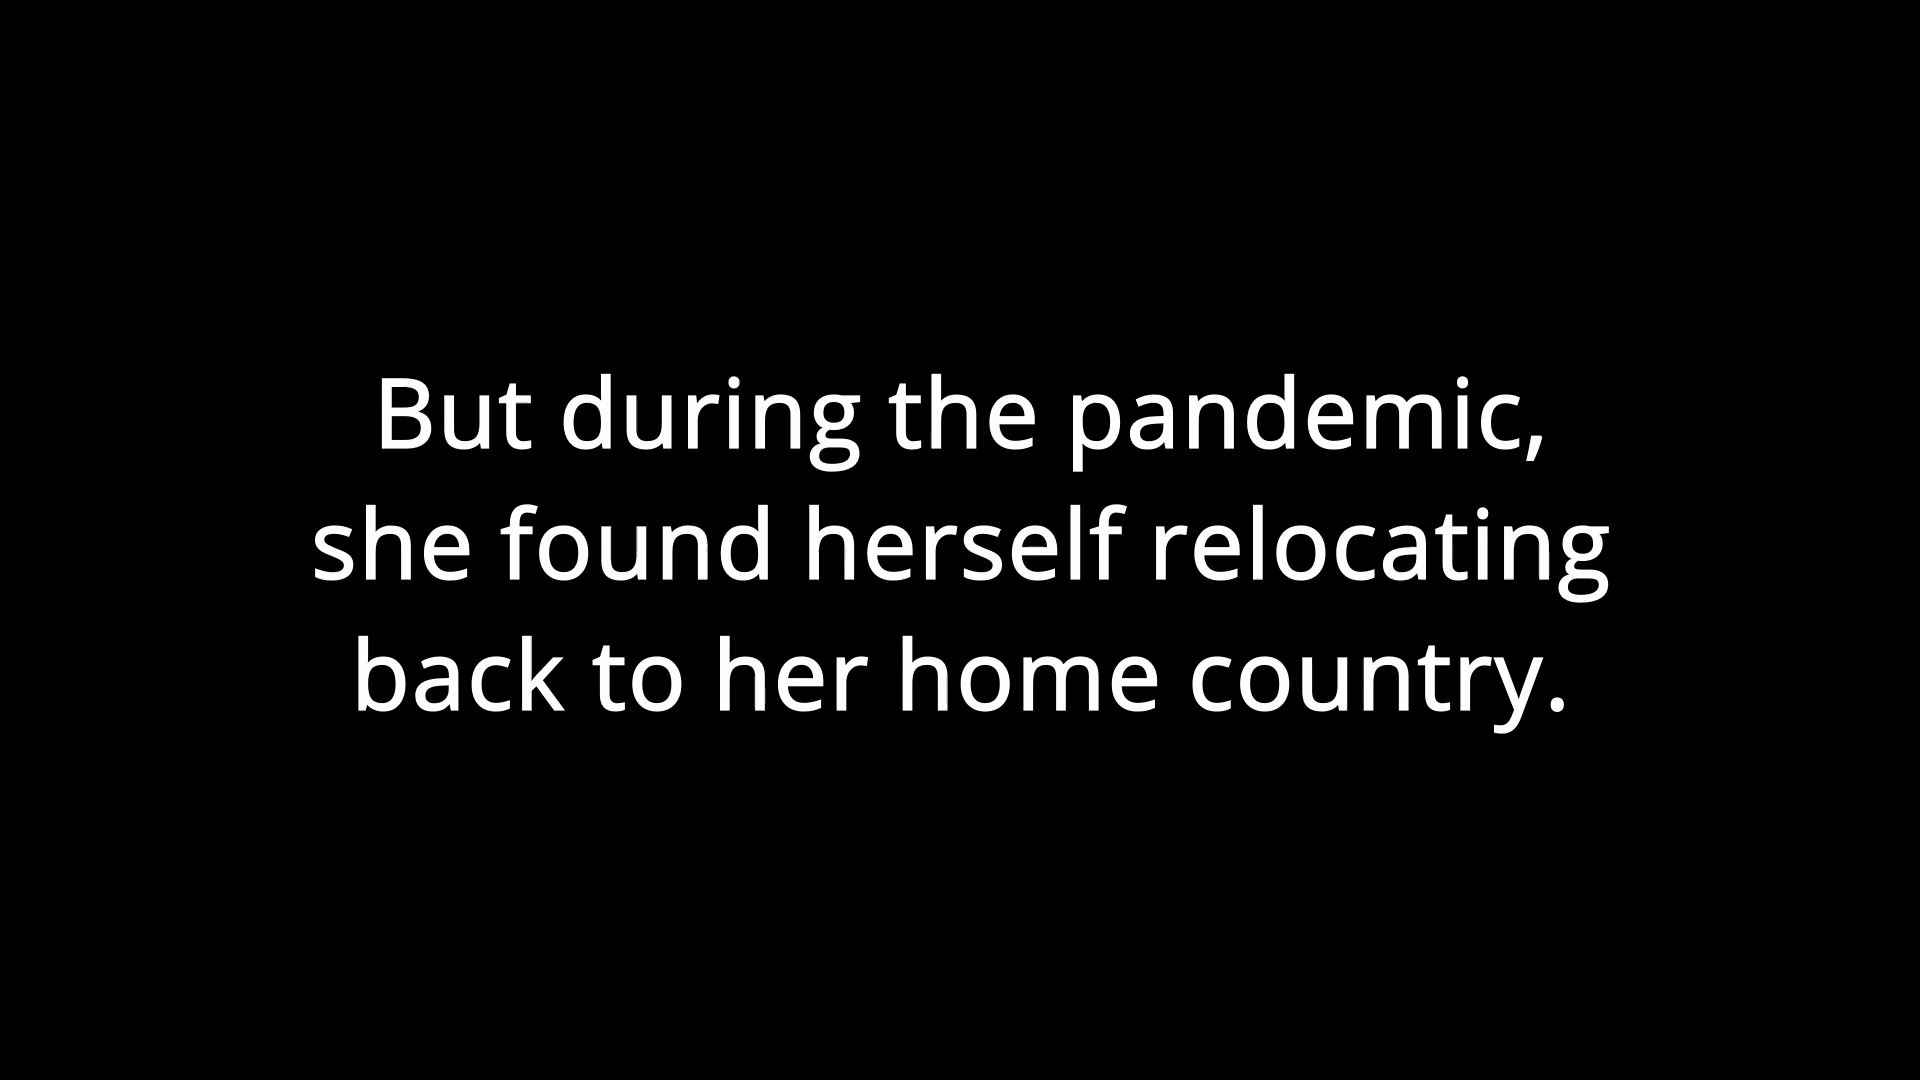 But during the pandemic,
she found herself relocating
back to her home country.